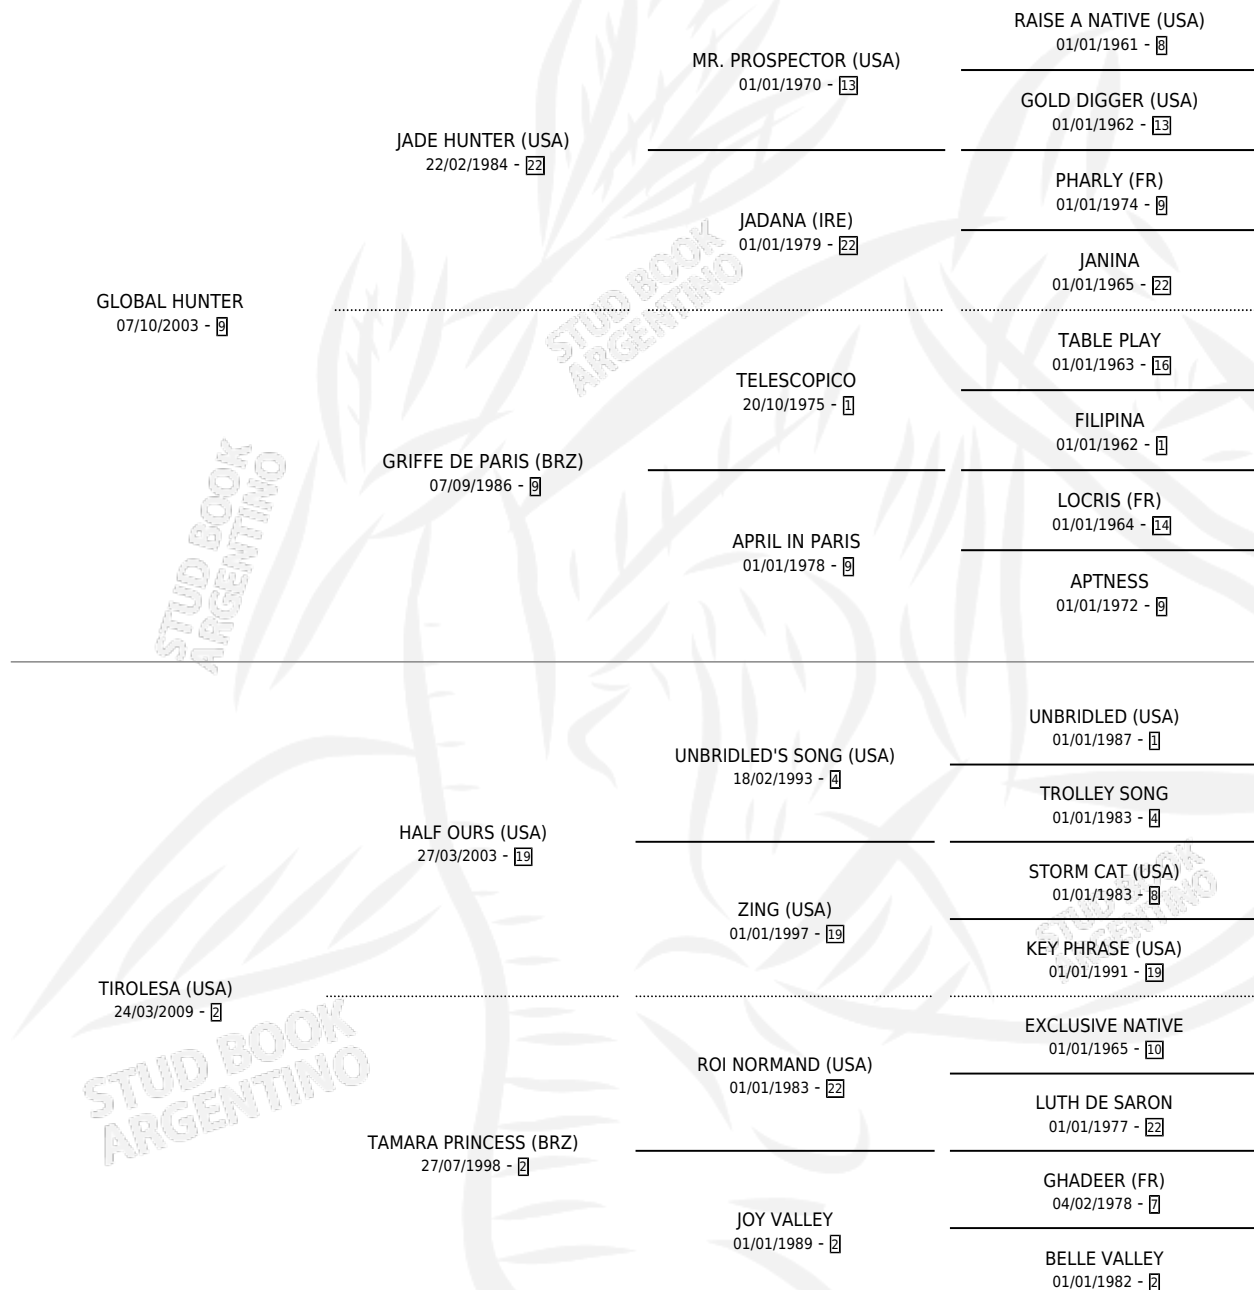 RAISE A NATIVE (USA)
01/01/1961 - 8
MR. PROSPECTOR (USA)
01/01/1970 - 13
GOLD DIGGER (USA)
01/01/1962 - 13
JADE HUNTER (USA)
22/02/1984 - 22
PHARLY (FR)
01/01/1974 - 9
JADANA (IRE)
01/01/1979 - 22
JANINA
01/01/1965 - 22
GLOBAL HUNTER
07/10/2003 - 9
TABLE PLAY
01/01/1963 - 16
TELESCOPICO
20/10/1975 - 1
FILIPINA
01/01/1962 - 1
GRIFFE DE PARIS (BRZ)
07/09/1986 - 9
LOCRIS (FR)
01/01/1964 - 14
APRIL IN PARIS
01/01/1978 - 9
APTNESS
01/01/1972 - 9
UNBRIDLED (USA)
01/01/1987 - 1
UNBRIDLED'S SONG (USA)
18/02/1993 - 4
TROLLEY SONG
01/01/1983 - 4
HALF OURS (USA)
27/03/2003 - 19
STORM CAT (USA)
01/01/1983 - 8
ZING (USA)
01/01/1997 - 19
KEY PHRASE (USA)
01/01/1991 - 19
TIROLESA (USA)
24/03/2009 - 2
EXCLUSIVE NATIVE
01/01/1965 - 10
ROI NORMAND (USA)
01/01/1983 - 22
LUTH DE SARON
01/01/1977 - 22
TAMARA PRINCESS (BRZ)
27/07/1998 - 2
GHADEER (FR)
04/02/1978 - 7
JOY VALLEY
01/01/1989 - 2
BELLE VALLEY
01/01/1982 - 2
STUD BOOK
ARGENTINO
STUD BOOK
ARGENTINO
STUD BOOK
ARGENTINO
STUD BOOK
ARGENTINO